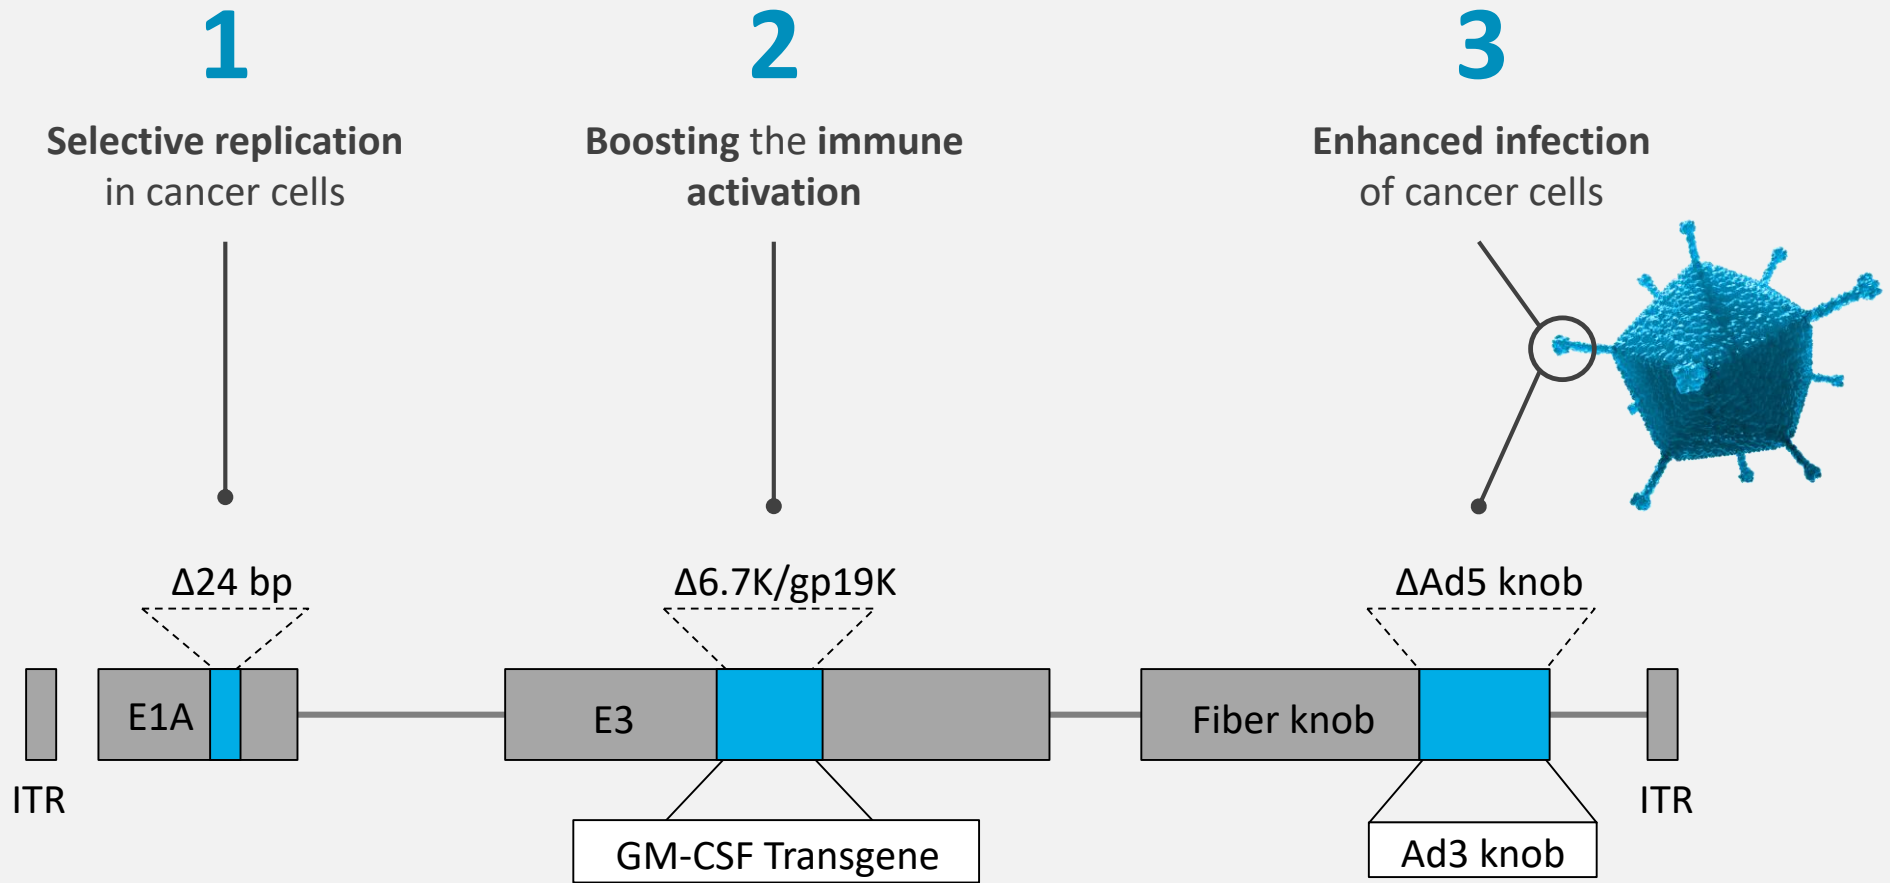 1
Selective replication
in cancer cells
2
Boosting the immune
activation
3
Enhanced infection
of cancer cells
Δ24 bp
Δ6.7K/gp19K
ΔAd5 knob
E1A
E3
Fiber knob
ITR
ITR
GM-CSF Transgene
Ad3 knob